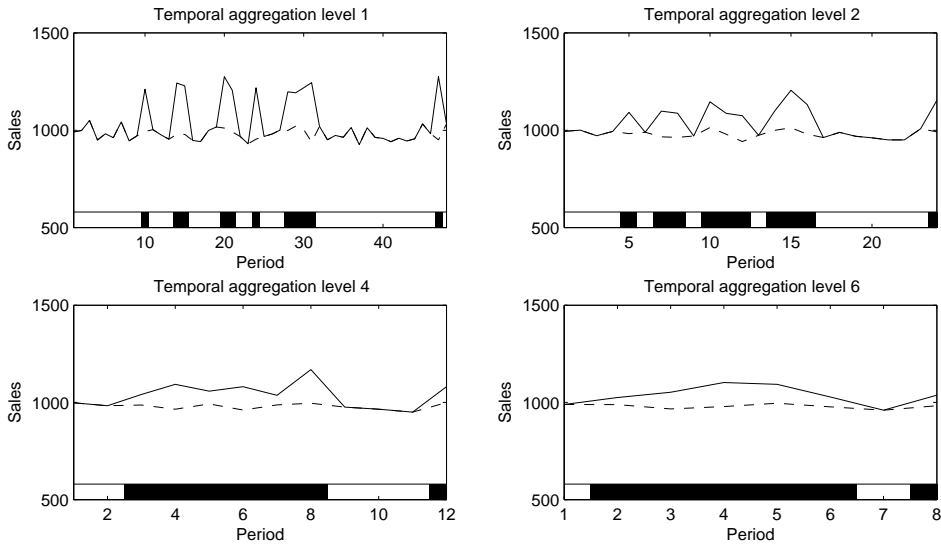 Temporal aggregation level 1
1500
1000
500
Sales
10 20 30 40
Period
Temporal aggregation level 2
1500
1000
500
Sales
5 10 15 20
Period
Temporal aggregation level 4
1500
1000
500
Sales
2 4 6 8 10 12
Period
Temporal aggregation level 6
1500
1000
500
Sales
1 2 3 4 5 6 7 8
Period